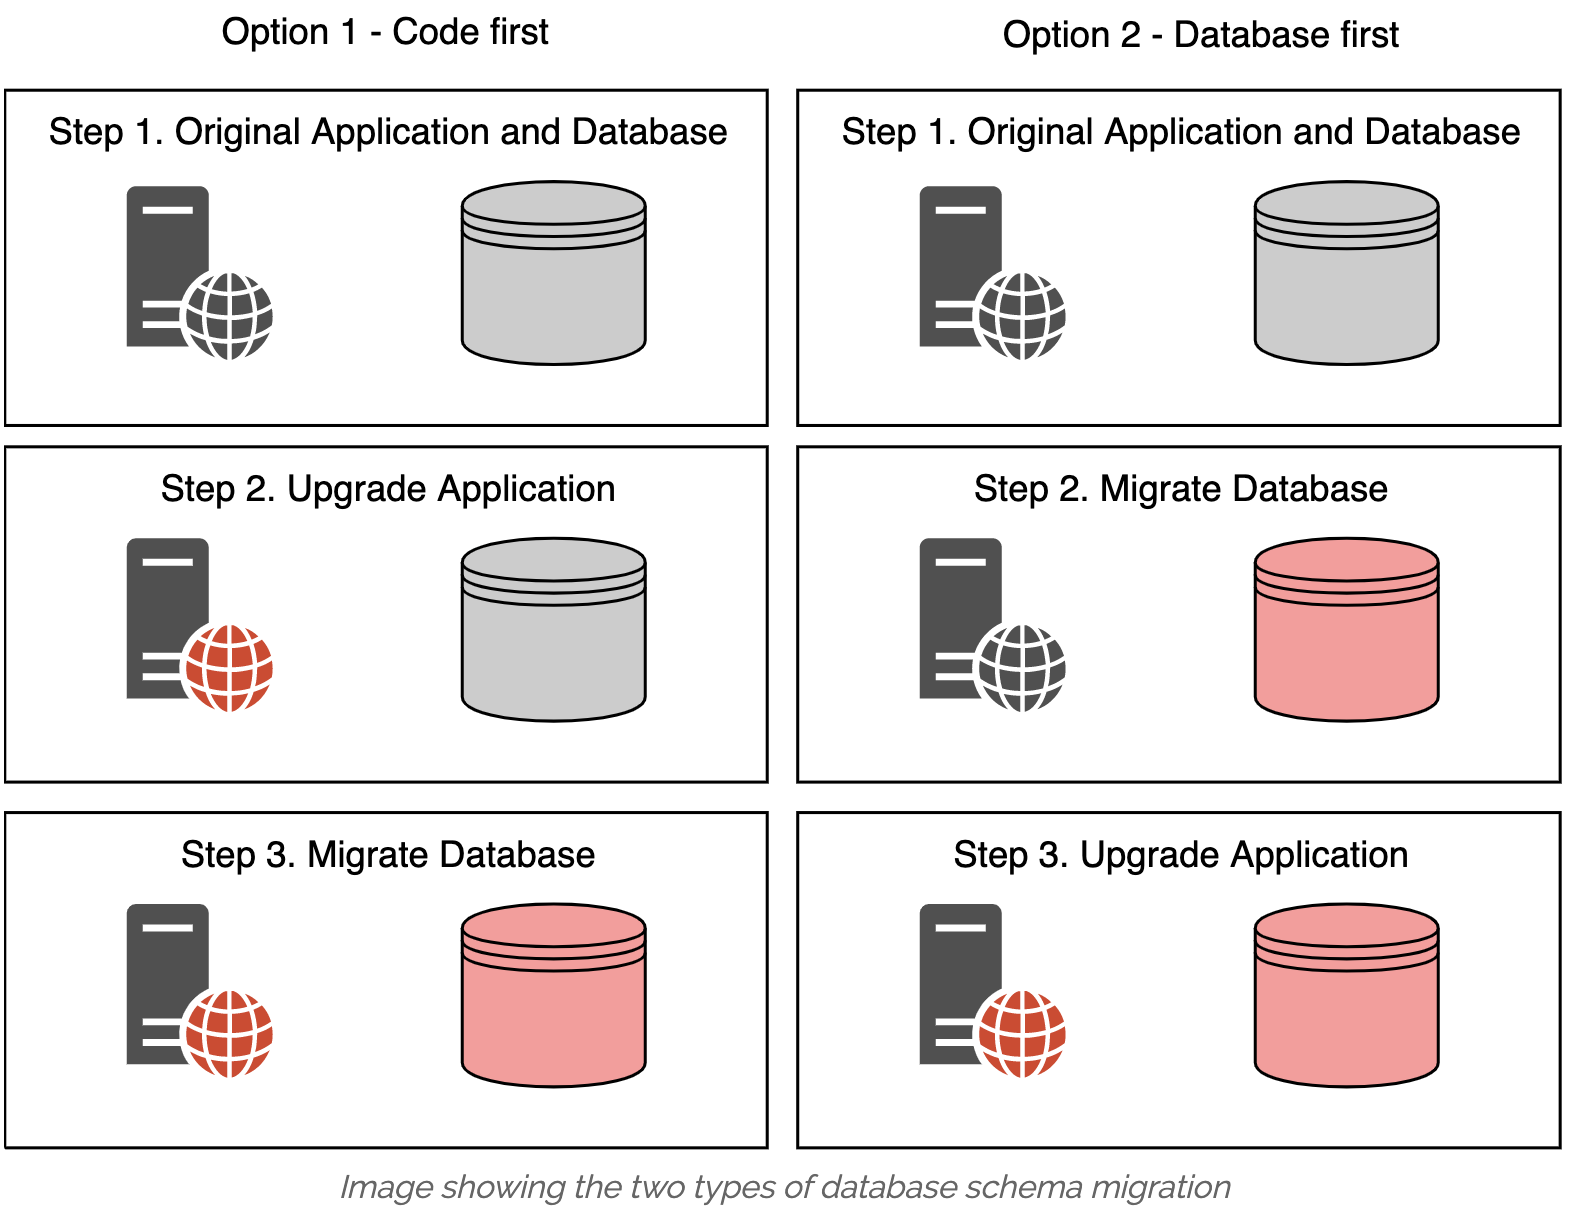 Option 1 - Code first
Step 1. Original Application and Database
Step 2. Upgrade Application
Step 3. Migrate Database
Option 2 - Database first
Step 1. Original Application and Database
Step 2. Migrate Database
Step 3. Upgrade Application
Image showing the two types of database schema migration